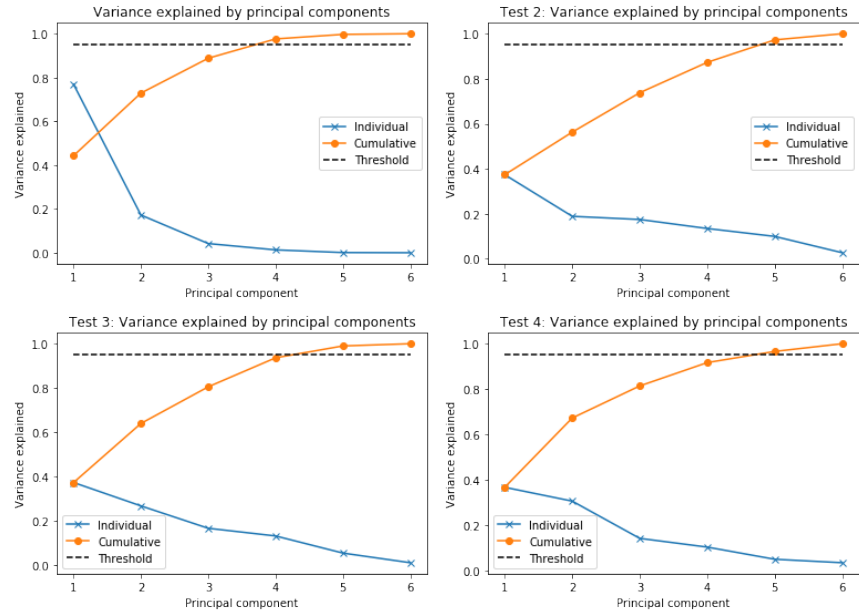 Variance explained by principal components
1.0
0.8
0.6
0.4
0.2
0.0
Variance explained
Individual
Cumulative
Threshold
1 2 3 4 5 6
Principal component
Test 2: Variance explained by principal components
1.0
0.8
0.6
0.4
0.2
0.0
Variance explained
Individual
Cumulative
Threshold
1 2 3 4 5 6
Principal component
Test 3: Variance explained by principal components
1.0
0.8
0.6
0.4
0.2
0.0
Variance explained
Individual
Cumulative
Threshold
1 2 3 4 5 6
Principal component
Test 4: Variance explained by principal components
1.0
0.8
0.6
0.4
0.2
0.0
Variance explained
Individual
Cumulative
Threshold
1 2 3 4 5 6
Principal component